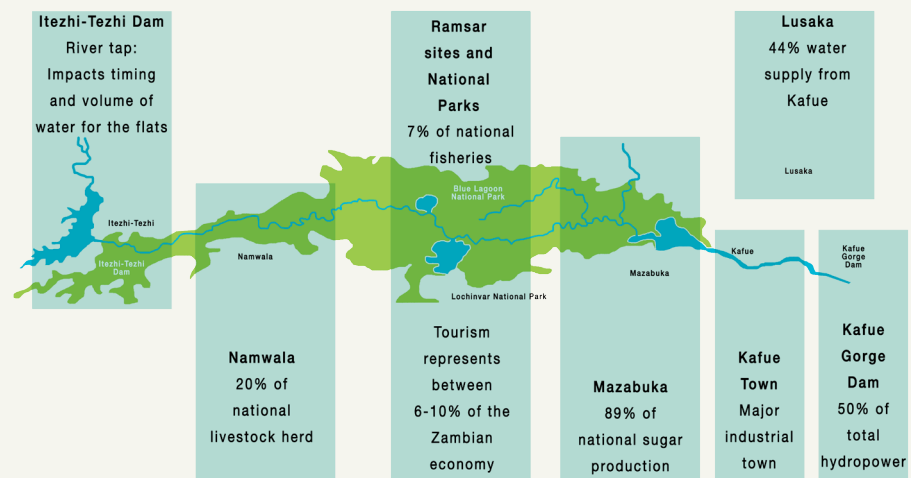 Itezhi-Tezhi Dam
River tap:
Impacts timing
and volume of
water for the flats
Ramsar
sites and
National
Parks
7% of national
fisheries
Lusaka
44% water
supply from
Kafue
Lusaka
Blue Lagoon
National Park
Itezhi-Tezhi
Itezhi-Tezhi
Dam
Namwala
Lochinvar National Park
Mazabuka
Kafue
Kafue
Gorge
Dam
Namwala
20% of
national
livestock herd
Tourism
represents
between
6-10% of the
Zambian
economy
Mazabuka
89% of
national sugar
production
Kafue
Town
Major
industrial
town
Kafue
Gorge
Dam
50% of
total
hydropower